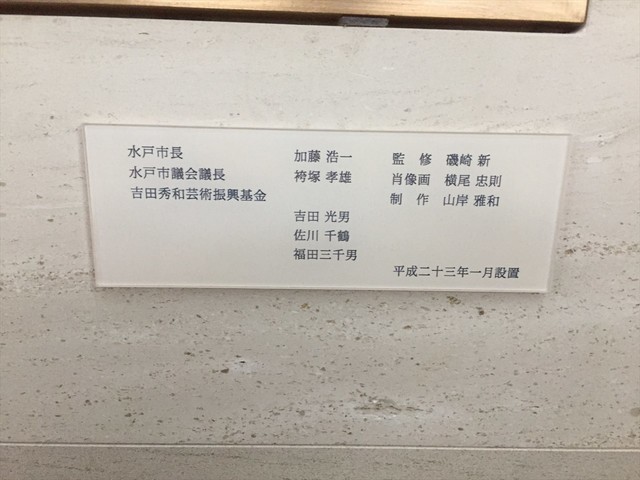 水戸市長 加藤 浩一
水戸市議会議長 袴塚 孝雄
吉田秀和芸術振興基金
吉田 光男
佐川 千鶴
福田三千男
監 修 磯崎 新
肖像画 横尾 忠則
制 作 山岸 雅和
平成二十三年一月設置